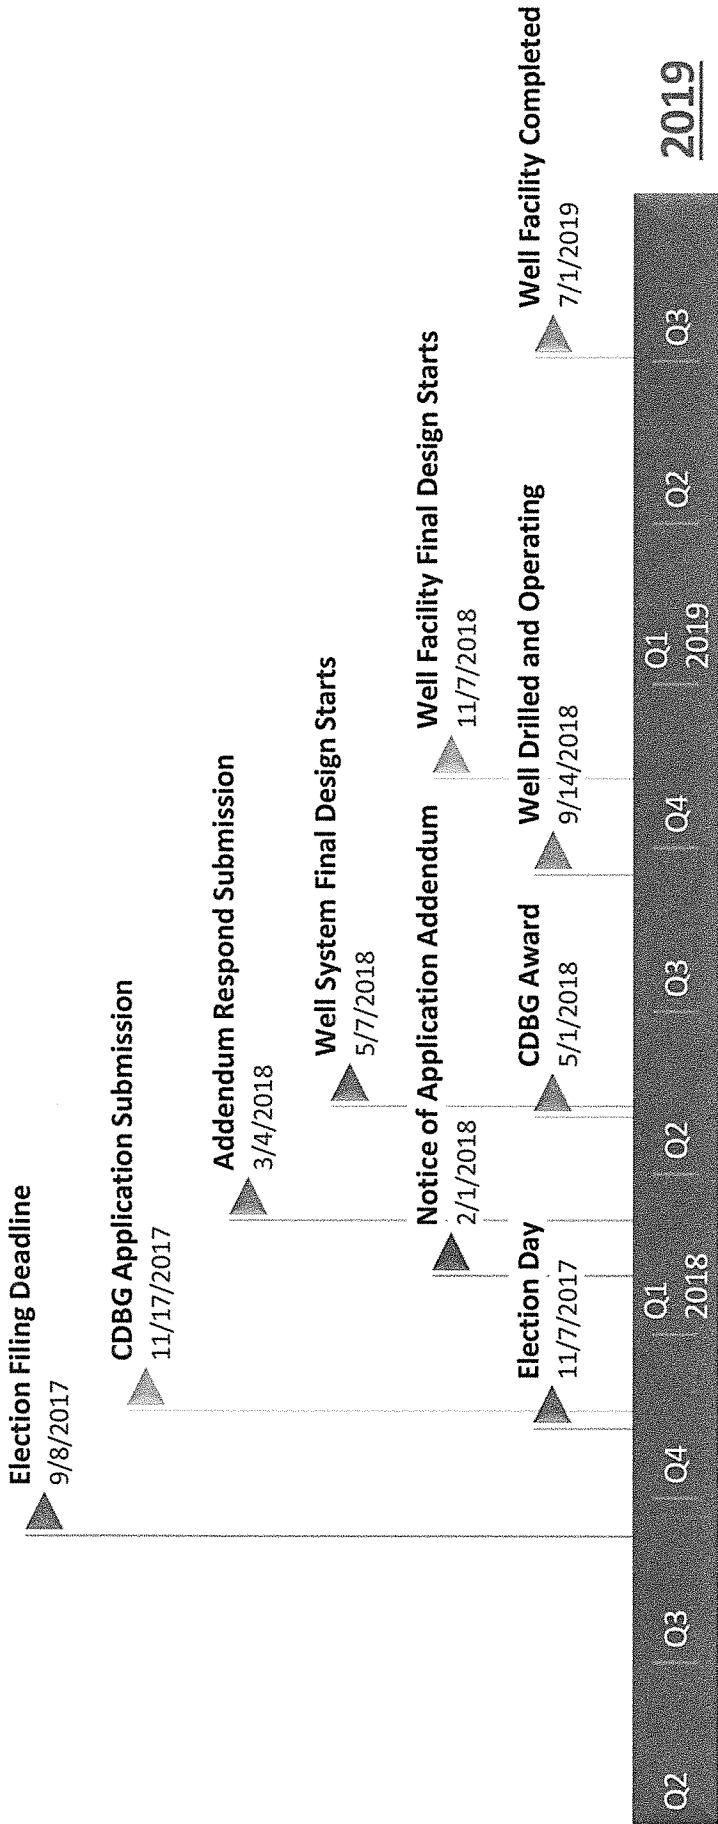 Election Filing Deadline
9/8/2017
CDBG Application Submission
11/17/2017
Addendum Respond Submission
3/4/2018
Well System Final Design Starts
5/7/2018
Notice of Application Addendum
2/1/2018
Well Facility Final Design Starts
11/7/2018
Election Day
11/7/2017
CDBG Award
5/1/2018
Well Drilled and Operating
9/14/2018
Well Facility Completed
7/1/2019
Q2 Q3 Q4 Q1 Q2 Q3 Q4 Q1 Q2 Q3
2018 2019
2019